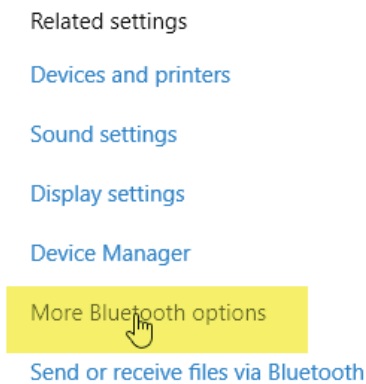 Related settings
Devices and printers
Sound settings
Display settings
Device Manager
More Bluetooth options
Send or receive files via Bluetooth